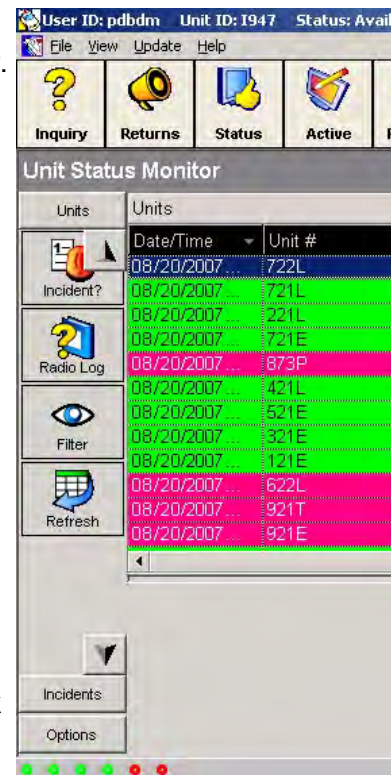 User ID: pdbdm Unit ID: I947 Status: Avail
File View Update Help
Inquiry Returns Status Active
Unit Status Monitor
Units
Units
Date/Time Unit #
08/20/2007... 722L
08/20/2007... 721L
08/20/2007... 221L
08/20/2007... 721E
08/20/2007... 873P
08/20/2007... 421L
08/20/2007... 521E
08/20/2007... 321E
08/20/2007... 121E
08/20/2007... 622L
08/20/2007... 921T
08/20/2007... 921E
Incident?
Radio Log
Filter
Refresh
Incidents
Options